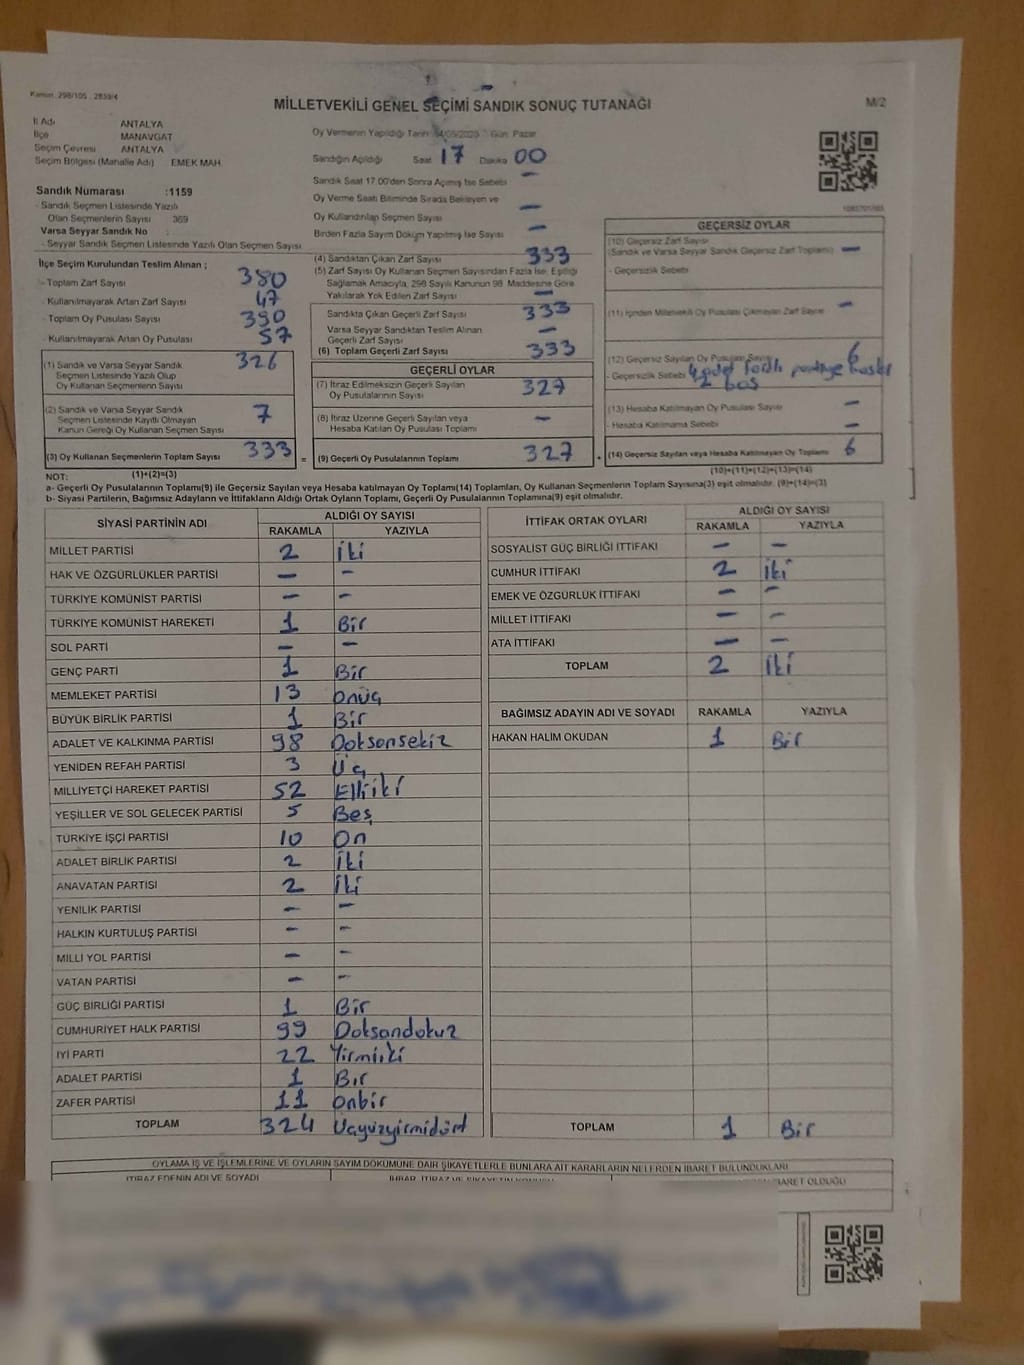 Kanun : 298/105 , 2839/4
MİLLETVEKİLİ GENEL SEÇİMİ SANDIK SONUÇ TUTANAĞI
M/2
İl Adı ANTALYA
İlçe MANAVGAT
Seçim Çevresi ANTALYA
Seçim Bölgesi (Mahalle Adı) EMEK MAH.
Oy Vermenin Yapıldığı Tarih Gün: Pazar
Sandığın Açıldığı Saat 17 Dakika 00
Sandık Saat 17.00'den Sonra Açılmış İse Sebebi -
Oy Verme Saati Bitiminde Sırada Bekleyen ve
Oy Kullandırılan Seçmen Sayısı -
Birden Fazla Sayım Döküm Yapılmış İse Sayısı -
Sandık Numarası :1159
- Sandık Seçmen Listesinde Yazılı
Olan Seçmenlerin Sayısı 369
Varsa Seyyar Sandık No :
- Seyyar Sandık Seçmen Listesinde Yazılı Olan Seçmen Sayısı
İlçe Seçim Kurulundan Teslim Alınan ;
- Toplam Zarf Sayısı 380
- Kullanılmayarak Artan Zarf Sayısı 47
- Toplam Oy Pusulası Sayısı 390
- Kullanılmayarak Artan Oy Pusulası 57
(1) Sandık ve Varsa Seyyar Sandık 326
Seçmen Listesinde Yazılı Olup
Oy Kullanan Seçmenlerin Sayısı
(2) Sandık ve Varsa Seyyar Sandık 7
Seçmen Listesinde Kayıtlı Olmayan
Kanun Gereği Oy Kullanan Seçmen Sayısı
(3) Oy Kullanan Seçmenlerin Toplam Sayısı 333
(4) Sandıktan Çıkan Zarf Sayısı 333
(5) Zarf Sayısı Oy Kullanan Seçmen Sayısından Fazla İse, Eşitliği
Sağlamak Amacıyla, 298 Sayılı Kanunun 98. Maddesine Göre
Yakılarak Yok Edilen Zarf Sayısı -
Sandıkta Çıkan Geçerli Zarf Sayısı 333
Varsa Seyyar Sandıktan Teslim Alınan
Geçerli Zarf Sayısı -
(6) Toplam Geçerli Zarf Sayısı 333
GEÇERLİ OYLAR
(7) İtiraz Edilmeksizin Geçerli Sayılan
Oy Pusulalarının Sayısı 327
(8) İtiraz Üzerine Geçerli Sayılan veya
Hesaba Katılan Oy Pusulası Toplamı -
= (9) Geçerli Oy Pusulalarının Toplamı 327
GEÇERSİZ OYLAR
(10) Geçersiz Zarf Sayısı
(Sandık ve Varsa Seyyar Sandık Geçersiz Zarf Toplamı) -
- Geçersizlik Sebebi
(11) İçinden Milletvekili Oy Pusulası Çıkmayan Zarf Sayısı -
(12) Geçersiz Sayılan Oy Pusulası Sayısı 6
- Geçersizlik Sebebi 4 adet farklı partiye
2 boş
(13) Hesaba Katılmayan Oy Pusulası Sayısı -
- Hesaba Katılmama Sebebi -
(14) Geçersiz Sayılan veya Hesaba Katılmayan Oy Toplamı 6
NOT: (1)+(2)=(3)
(10)+(11)+(12)+(13)=(14)
a- Geçerli Oy Pusulalarının Toplamı(9) ile Geçersiz Sayılan veya Hesaba katılmayan Oy Toplamı(14) Toplamları, Oy Kullanan Seçmenlerin Toplam Sayısına(3) eşit olmalıdır. (9)+(14)=(3)
b- Siyasi Partilerin, Bağımsız Adayların ve İttifakların Aldığı Ortak Oyların Toplamı, Geçerli Oy Pusulalarının Toplamına(9) eşit olmalıdır.
SİYASİ PARTİNİN ADI ALDIĞI OY SAYISI
RAKAMLA YAZIYLA
MİLLET PARTİSİ 2 İki
HAK VE ÖZGÜRLÜKLER PARTİSİ - -
TÜRKİYE KOMÜNİST PARTİSİ - -
TÜRKİYE KOMÜNİST HAREKETİ 1 Bir
SOL PARTİ - -
GENÇ PARTİ 1 Bir
MEMLEKET PARTİSİ 13 Onüç
BÜYÜK BİRLİK PARTİSİ 1 Bir
ADALET VE KALKINMA PARTİSİ 98 Doksonsekiz
YENİDEN REFAH PARTİSİ 3 Üç
MİLLİYETÇİ HAREKET PARTİSİ 52 Elliiki
YEŞİLLER VE SOL GELECEK PARTİSİ 5 Beş
TÜRKİYE İŞÇİ PARTİSİ 10 On
ADALET BİRLİK PARTİSİ 2 İki
ANAVATAN PARTİSİ 2 İki
YENİLİK PARTİSİ - -
HALKIN KURTULUŞ PARTİSİ - -
MİLLİ YOL PARTİSİ - -
VATAN PARTİSİ - -
GÜÇ BİRLİĞİ PARTİSİ 1 Bir
CUMHURİYET HALK PARTİSİ 99 Doksandokuz
İYİ PARTİ 22 Yirmiiki
ADALET PARTİSİ 1 Bir
ZAFER PARTİSİ 11 Onbir
TOPLAM 324 Üçyüzyirmidört
İTTİFAK ORTAK OYLARI ALDIĞI OY SAYISI
RAKAMLA YAZIYLA
SOSYALİST GÜÇ BİRLİĞİ İTTİFAKI - -
CUMHUR İTTİFAKI 2 İki
EMEK VE ÖZGÜRLÜK İTTİFAKI - -
MİLLET İTTİFAKI - -
ATA İTTİFAKI - -
TOPLAM 2 İki
BAĞIMSIZ ADAYIN ADI VE SOYADI RAKAMLA YAZIYLA
HAKAN HALIM OKUDAN 1 Bir
TOPLAM 1 Bir
OYLAMA İŞ VE İŞLEMLERİNE VE OYLARIN SAYIM DÖKÜMÜNE DAİR ŞİKAYETLERLE BUNLARA AİT KARARLARIN NELERDEN İBARET BULUNDUKLARI
İTİRAZ EDENİN ADI VE SOYADI